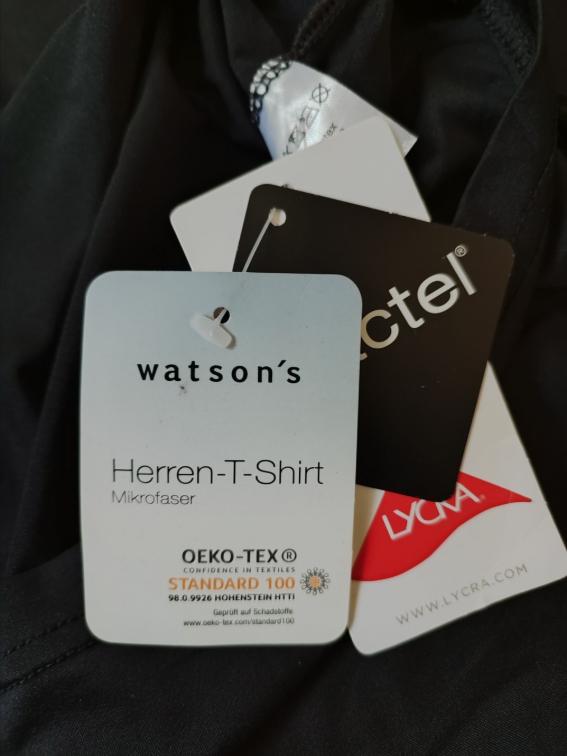 watson´s
Herren-T-Shirt
Mikrofaser
OEKO-TEX®
CONFIDENCE IN TEXTILES
STANDARD 100
98.0.9926 HOHENSTEIN HTTI
Geprüft auf Schadstoffe.
www.oeko-tex.com/standard100
ctel®
LYCRA®
WWW.LYCRA.COM